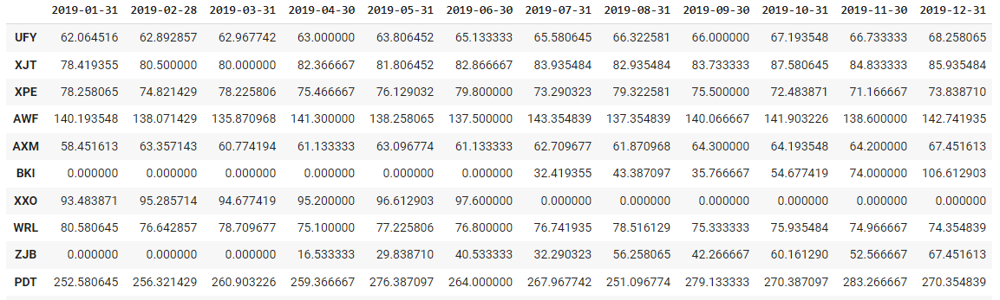 2019-01-31 2019-02-28 2019-03-31 2019-04-30 2019-05-31 2019-06-30 2019-07-31 2019-08-31 2019-09-30 2019-10-31 2019-11-30 2019-12-31
UFY 62.064516 62.892857 62.967742 63.000000 63.806452 65.133333 65.580645 66.322581 66.000000 67.193548 66.733333 68.258065
XJT 78.419355 80.500000 80.000000 82.366667 81.806452 82.866667 83.935484 82.935484 83.733333 87.580645 84.833333 85.935484
XPE 78.258065 74.821429 78.225806 75.466667 76.129032 79.800000 73.290323 79.322581 75.500000 72.483871 71.166667 73.838710
AWF 140.193548 138.071429 135.870968 141.300000 138.258065 137.500000 143.354839 137.354839 140.066667 141.903226 138.600000 142.741935
AXM 58.451613 63.357143 60.774194 61.133333 63.096774 61.133333 62.709677 61.870968 64.300000 64.193548 64.200000 67.451613
BKI 0.000000 0.000000 0.000000 0.000000 0.000000 0.000000 32.419355 43.387097 35.766667 54.677419 74.000000 106.612903
XXO 93.483871 95.285714 94.677419 95.200000 96.612903 97.600000 0.000000 0.000000 0.000000 0.000000 0.000000 0.000000
WRL 80.580645 76.642857 78.709677 75.100000 77.225806 76.800000 76.741935 78.516129 75.333333 75.935484 74.966667 74.354839
ZJB 0.000000 0.000000 0.000000 16.533333 29.838710 40.533333 32.290323 56.258065 42.266667 60.161290 52.566667 67.451613
PDT 252.580645 256.321429 260.903226 259.366667 276.387097 264.000000 267.967742 251.096774 279.133333 270.387097 283.266667 270.354839